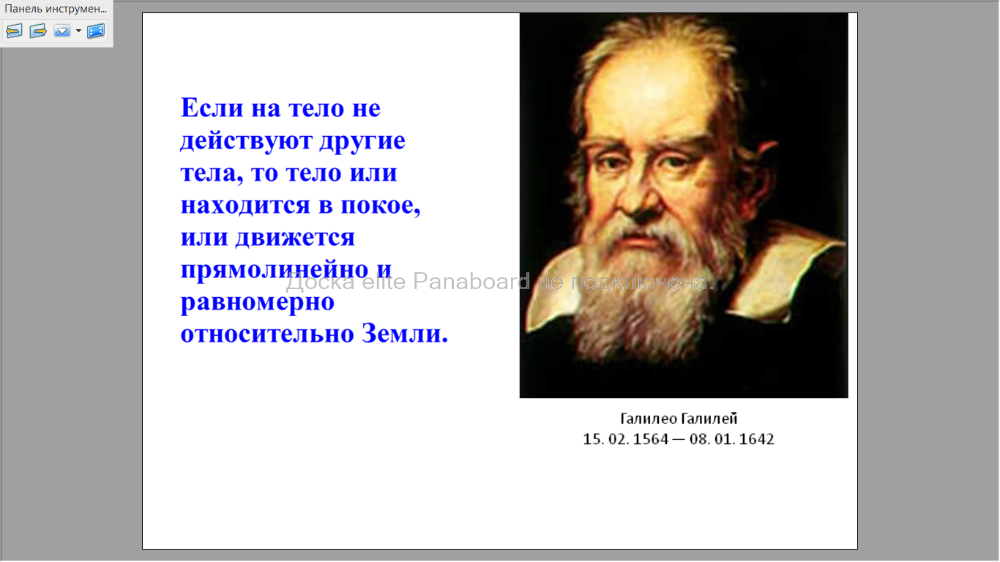 Панель инструмен...
Если на тело не
действуют другие
тела, то тело или
находится в покое,
или движется
прямолинейно и
равномерно
относительно Земли.
Доска elite Panaboard не подключена.
Галилео Галилей
15. 02. 1564 — 08. 01. 1642